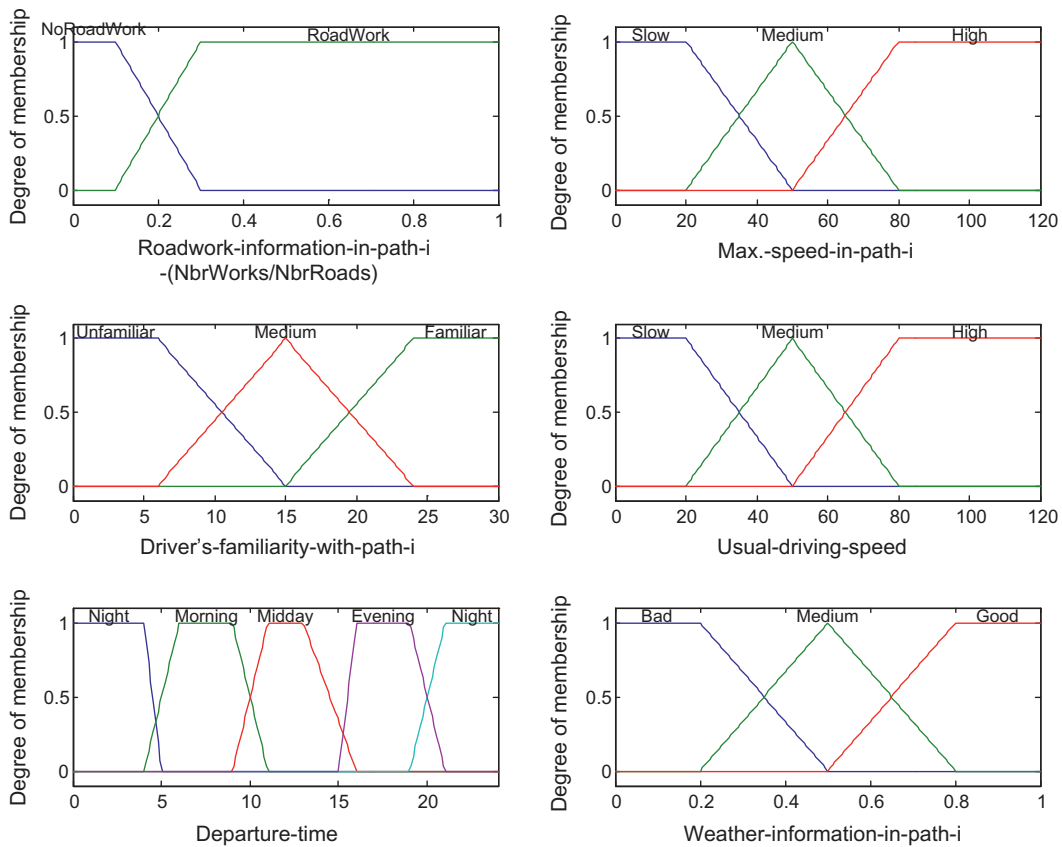 NoRoadWork RoadWork
Degree of membership
1
0.5
0
0 0.2 0.4 0.6 0.8 1
Roadwork-information-in-path-i
-(NbrWorks/NbrRoads)
Slow Medium High
Degree of membership
1
0.5
0
0 20 40 60 80 100 120
Max.-speed-in-path-i
Unfamiliar Medium Familiar
Degree of membership
1
0.5
0
0 5 10 15 20 25 30
Driver's-familiarity-with-path-i
Slow Medium High
Degree of membership
1
0.5
0
0 20 40 60 80 100 120
Usual-driving-speed
Night Morning Midday Evening Night
Degree of membership
1
0.5
0
0 5 10 15 20
Departure-time
Bad Medium Good
Degree of membership
1
0.5
0
0 0.2 0.4 0.6 0.8 1
Weather-information-in-path-i